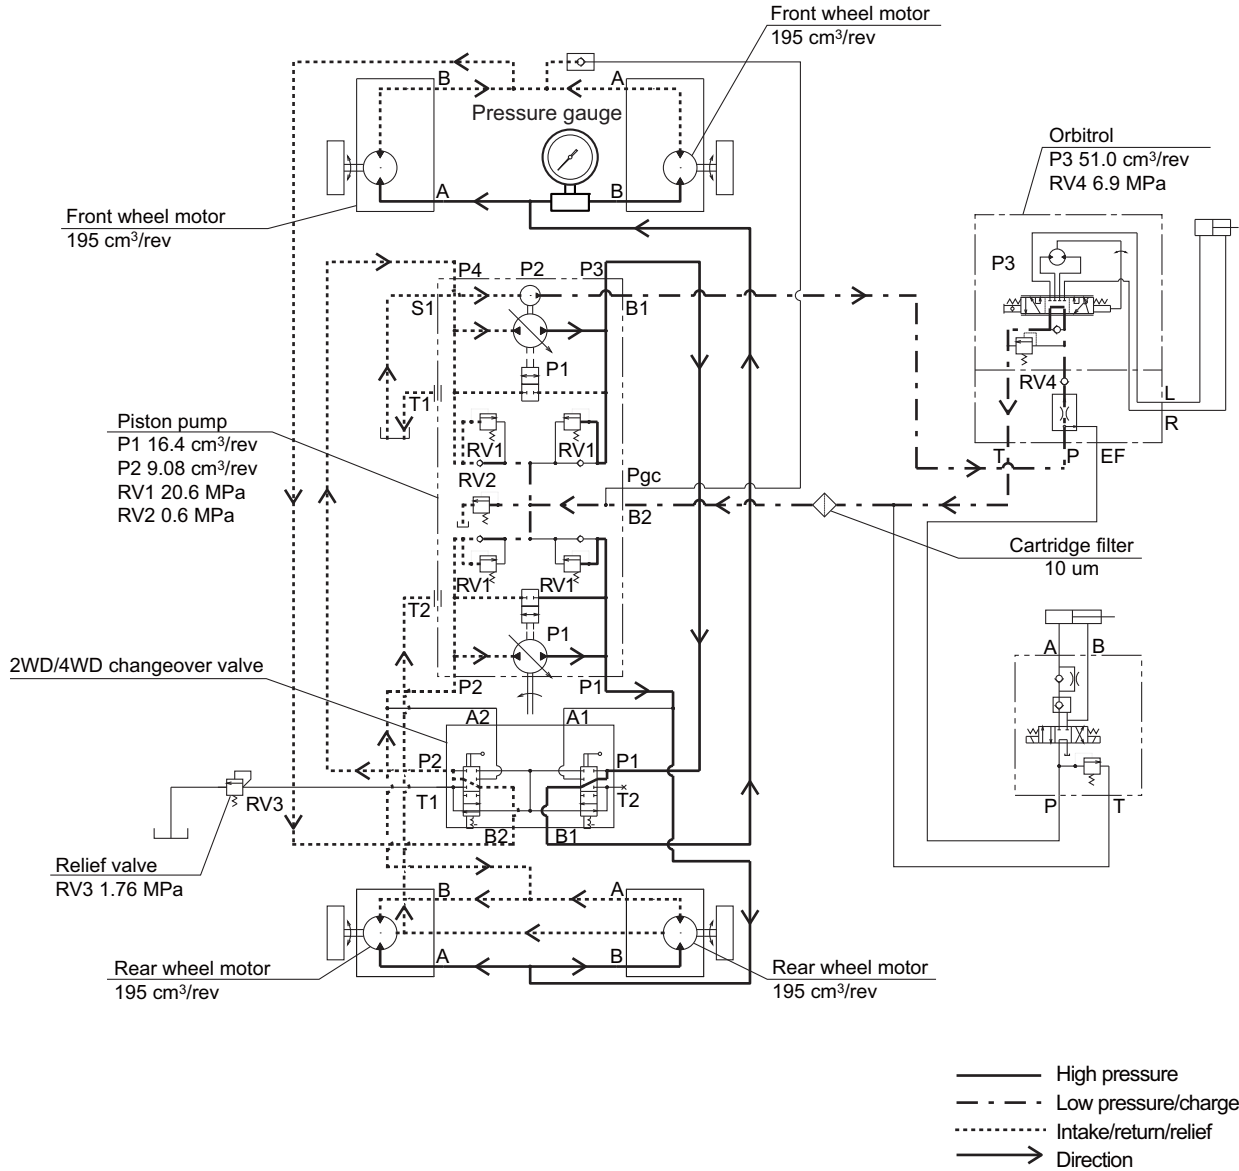 Front wheel motor
195 cm³/rev
B
A
Pressure gauge
A
B
Front wheel motor
195 cm³/rev
Orbitrol
P3 51.0 cm³/rev
RV4 6.9 MPa
P3
RV4
L
R
T
P
EF
P4
P2
P3
S1
B1
P1
T1
Piston pump
P1 16.4 cm³/rev
P2 9.08 cm³/rev
RV1 20.6 MPa
RV2 0.6 MPa
RV1
RV1
RV2
Pgc
B2
Cartridge filter
10 um
RV1
RV1
T2
P1
P2
P1
2WD/4WD changeover valve
A2
A1
P2
P1
T1
T2
B2
B1
RV3
Relief valve
RV3 1.76 MPa
A
B
P
T
B
A
A
B
Rear wheel motor
195 cm³/rev
Rear wheel motor
195 cm³/rev
High pressure
Low pressure/charge
Intake/return/relief
Direction